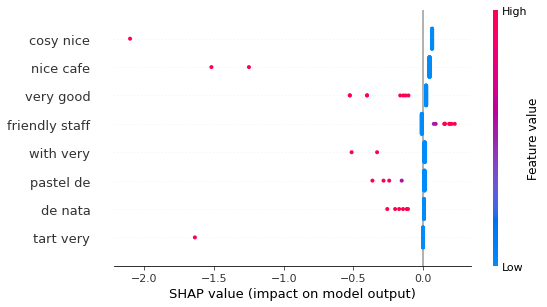 High
cosy nice
nice cafe
very good
friendly staff
with very
pastel de
de nata
tart very
Feature value
Low
−2.0 −1.5 −1.0 −0.5 0.0
SHAP value (impact on model output)